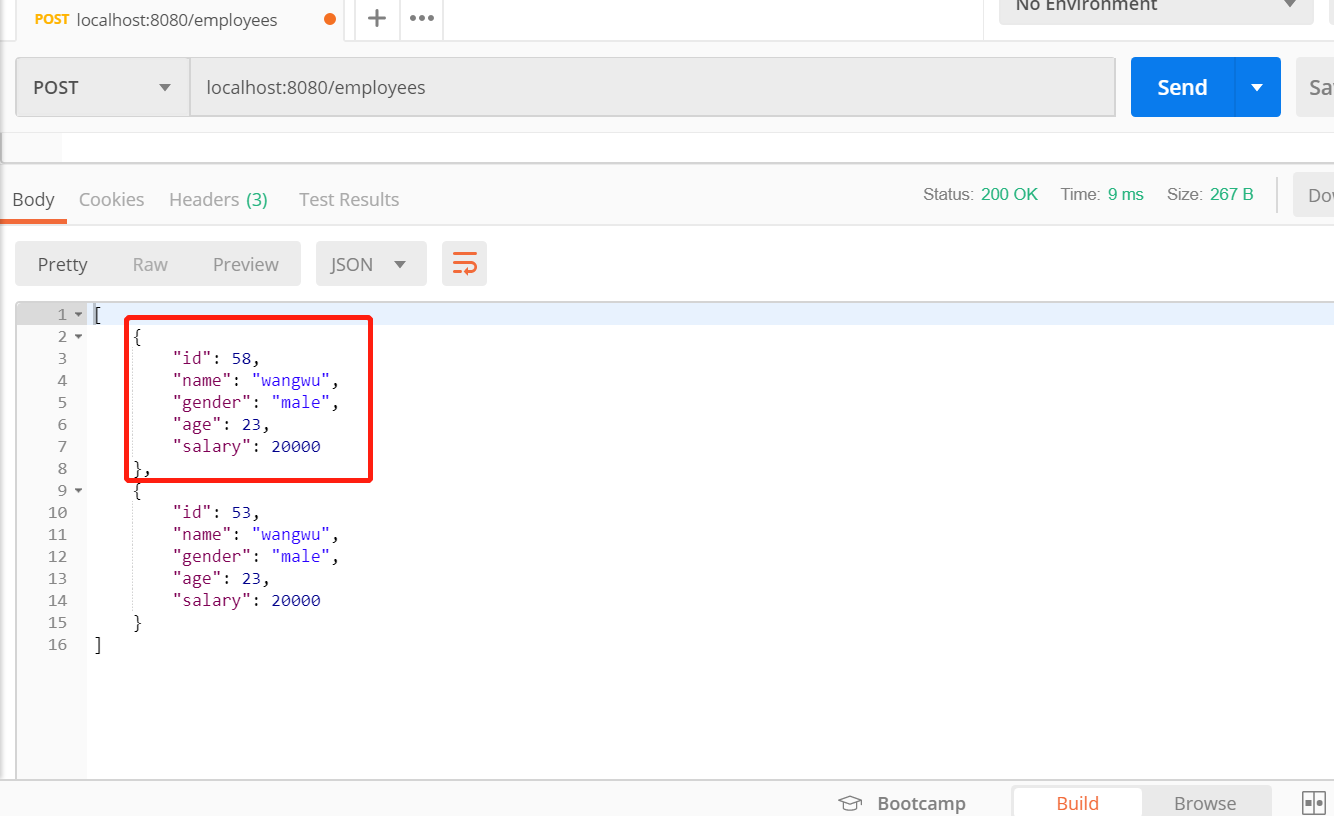 POST localhost:8080/employees
No Environment
POST localhost:8080/employees Send
Body Cookies Headers (3) Test Results Status: 200 OK Time: 9 ms Size: 267 B
Pretty Raw Preview JSON
1 [
2 {
3 "id": 58,
4 "name": "wangwu",
5 "gender": "male",
6 "age": 23,
7 "salary": 20000
8 },
9 {
10 "id": 53,
11 "name": "wangwu",
12 "gender": "male",
13 "age": 23,
14 "salary": 20000
15 }
16 ]
Bootcamp Build Browse